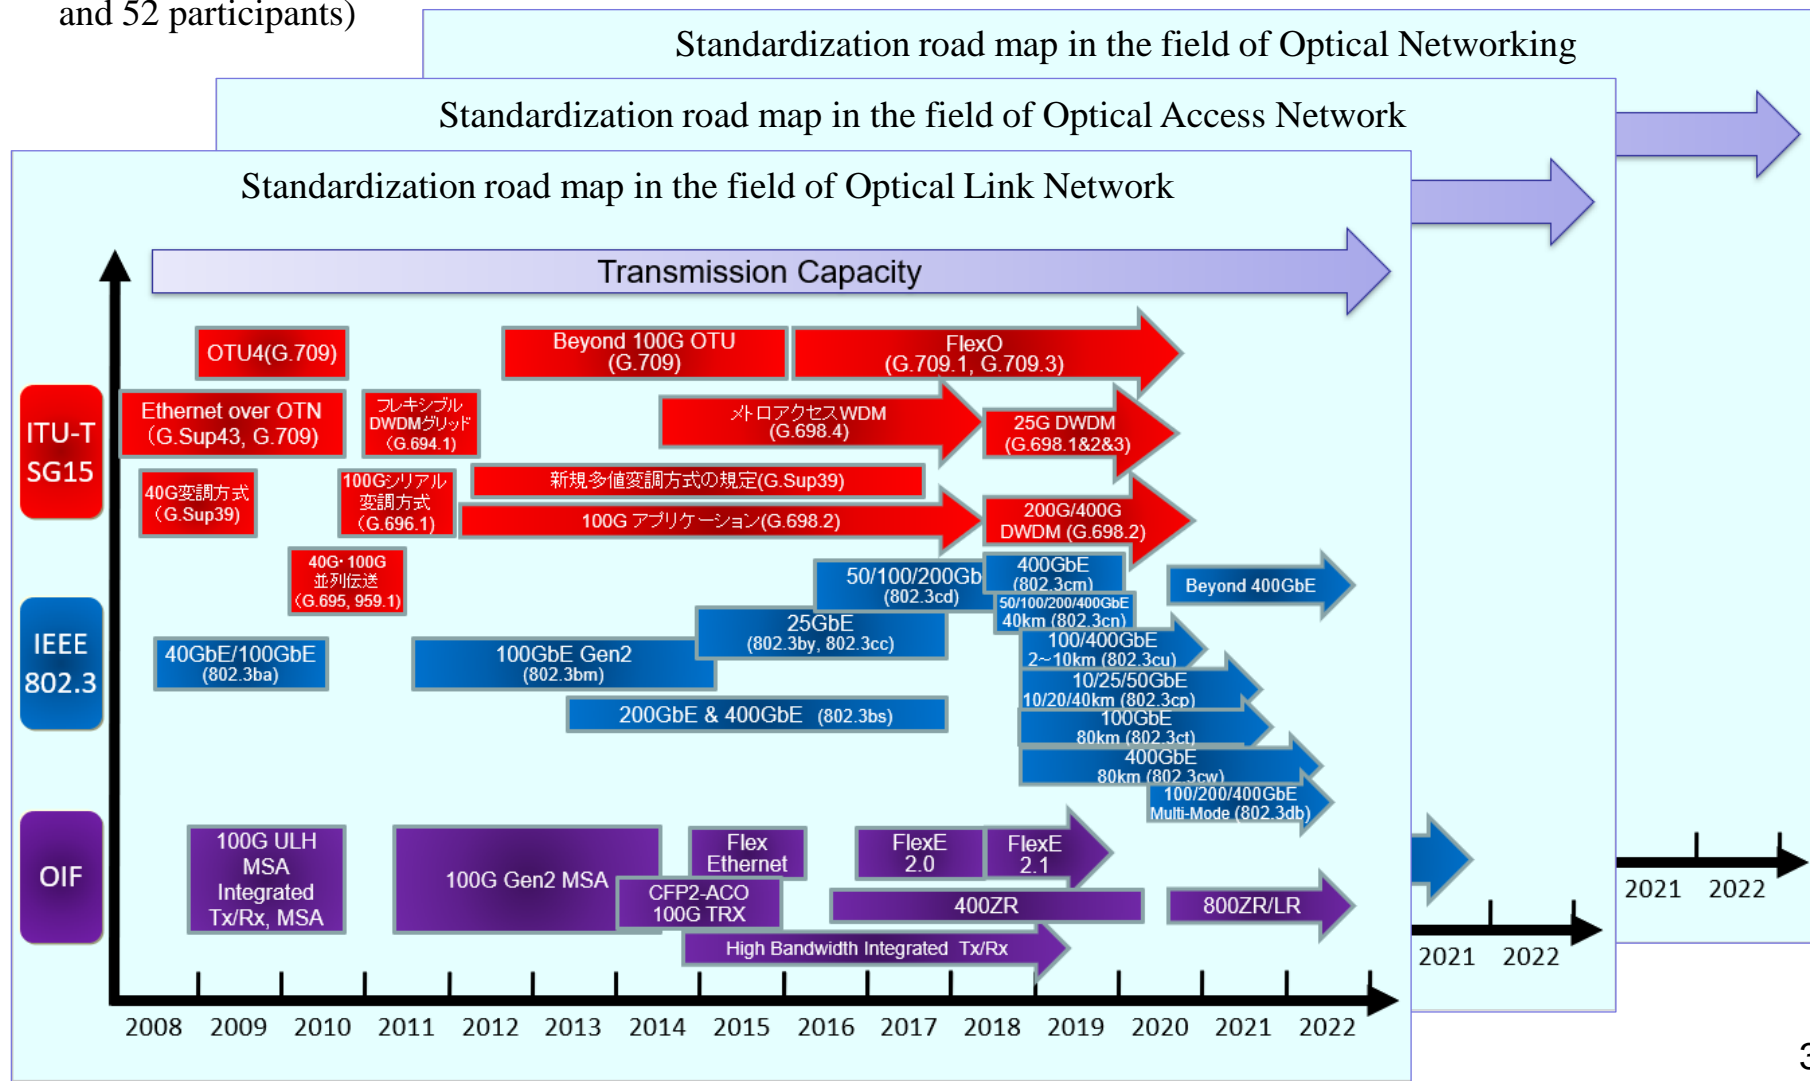 and 52 participants)
Standardization road map in the field of Optical Networking
Standardization road map in the field of Optical Access Network
Standardization road map in the field of Optical Link Network
Transmission Capacity
ITU-T
SG15
OTU4(G.709)
Beyond 100G OTU
(G.709)
FlexO
(G.709.1, G.709.3)
Ethernet over OTN
（G.Sup43, G.709)
フレキシブル
DWDMグリッド
（G.694.1)
メトロアクセスWDM
(G.698.4)
25G DWDM
(G.698.1&2&3)
40G変調方式
（G.Sup39)
100Gシリアル
変調方式
（G.696.1)
新規多値変調方式の規定(G.Sup39)
100G アプリケーション(G.698.2)
200G/400G
DWDM (G.698.2)
40G・100G
並列伝送
（G.695, 959.1)
IEEE
802.3
50/100/200Gb
(802.3cd)
400GbE
(802.3cm)
Beyond 400GbE
50/100/200/400GbE
40km (802.3cn)
25GbE
(802.3by, 802.3cc)
40GbE/100GbE
(802.3ba)
100GbE Gen2
(802.3bm)
100/400GbE
2～10km (802.3cu)
10/25/50GbE
10/20/40km (802.3cp)
200GbE & 400GbE (802.3bs)
100GbE
80km (802.3ct)
400GbE
80km (802.3cw)
100/200/400GbE
Multi-Mode (802.3db)
OIF
100G ULH
MSA
Integrated
Tx/Rx, MSA
100G Gen2 MSA
Flex
Ethernet
FlexE
2.0
FlexE
2.1
CFP2-ACO
100G TRX
400ZR
800ZR/LR
High Bandwidth Integrated Tx/Rx
2008 2009 2010 2011 2012 2013 2014 2015 2016 2017 2018 2019 2020 2021 2022
2021 2022
2021 2022
3